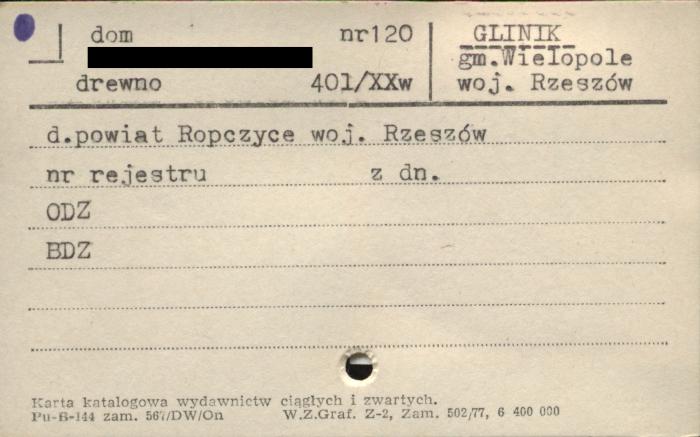 dom nr120 GLINIK
gm.Wielopole
drewno 40l/XXw woj. Rzeszów
d.powiat Ropczyce woj. Rzeszów
nr rejestru z dn.
ODZ
BDZ
Karta katalogowa wydawnictw ciągłych i zwartych.
Pu-B-144 zam. 567/DW/On W.Z.Graf. Z-2, Zam. 502/77, 6 400 000